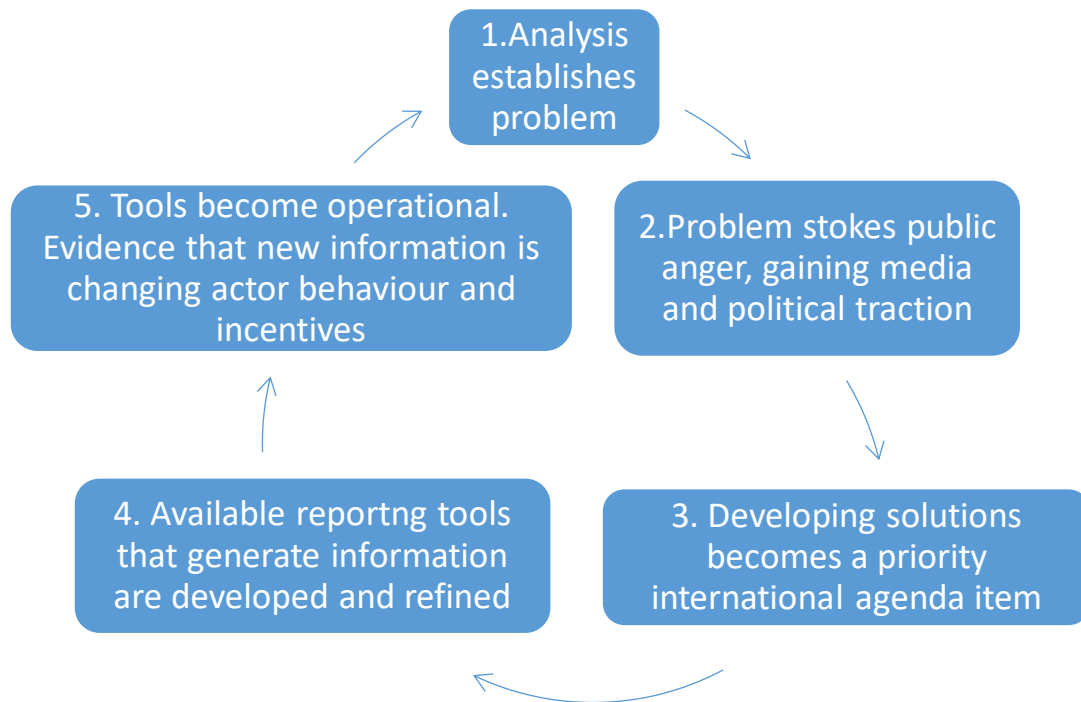 1.Analysis
establishes
problem
2.Problem stokes public
anger, gaining media
and political traction
3. Developing solutions
becomes a priority
international agenda item
4. Available reportng tools
that generate information
are developed and refined
5. Tools become operational.
Evidence that new information is
changing actor behaviour and
incentives